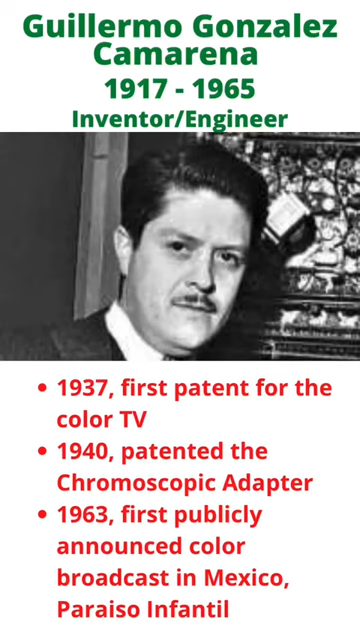 Guillermo Gonzalez
Camarena
1917 - 1965
Inventor/Engineer
• 1937, first patent for the
color TV
• 1940, patented the
Chromoscopic Adapter
• 1963, first publicly
announced color
broadcast in Mexico,
Paraiso Infantil